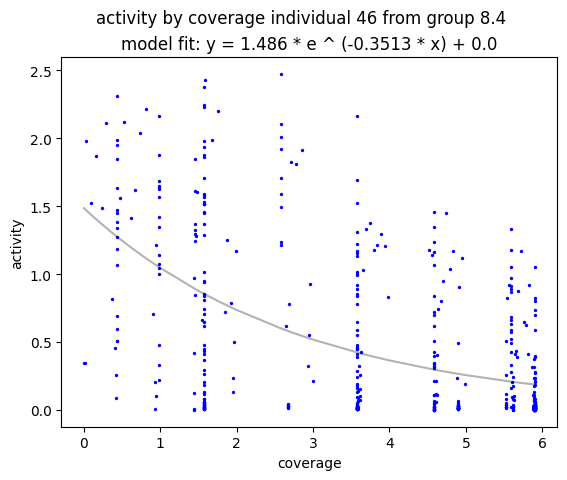 activity by coverage individual 46 from group 8.4
model fit: y = 1.486 * e ^ (-0.3513 * x) + 0.0
2.5
2.0
1.5
1.0
0.5
0.0
activity
0 1 2 3 4 5 6
coverage